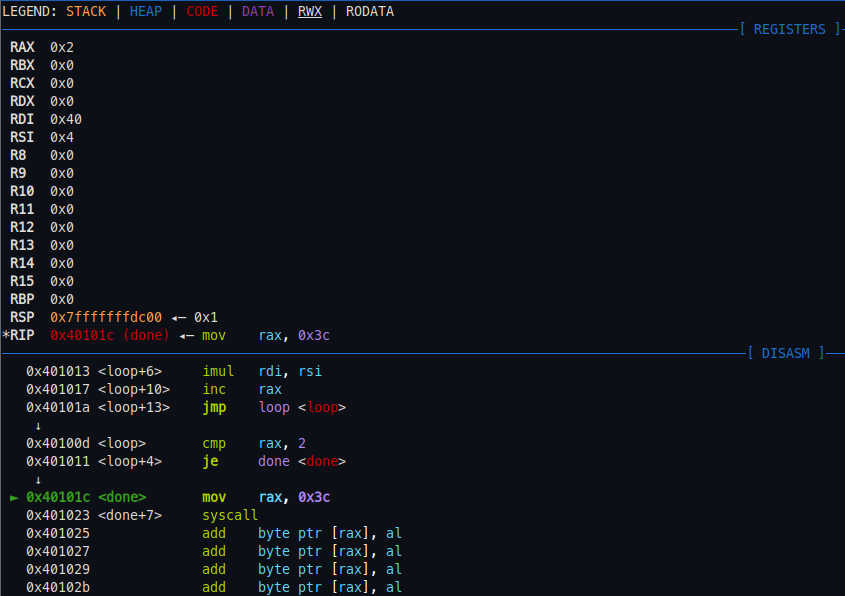 LEGEND: STACK | HEAP | CODE | DATA | RWX | RODATA
[ REGISTERS ]
RAX 0x2
RBX 0x0
RCX 0x0
RDX 0x0
RDI 0x40
RSI 0x4
R8 0x0
R9 0x0
R10 0x0
R11 0x0
R12 0x0
R13 0x0
R14 0x0
R15 0x0
RBP 0x0
RSP 0x7fffffffdc00 ◂— 0x1
*RIP 0x40101c (done) ◂— mov rax, 0x3c
[ DISASM ]
0x401013 <loop+6> imul rdi, rsi
0x401017 <loop+10> inc rax
0x40101a <loop+13> jmp loop <loop>
↓
0x40100d <loop> cmp rax, 2
0x401011 <loop+4> je done <done>
↓
► 0x40101c <done> mov rax, 0x3c
0x401023 <done+7> syscall
0x401025 add byte ptr [rax], al
0x401027 add byte ptr [rax], al
0x401029 add byte ptr [rax], al
0x40102b add byte ptr [rax], al